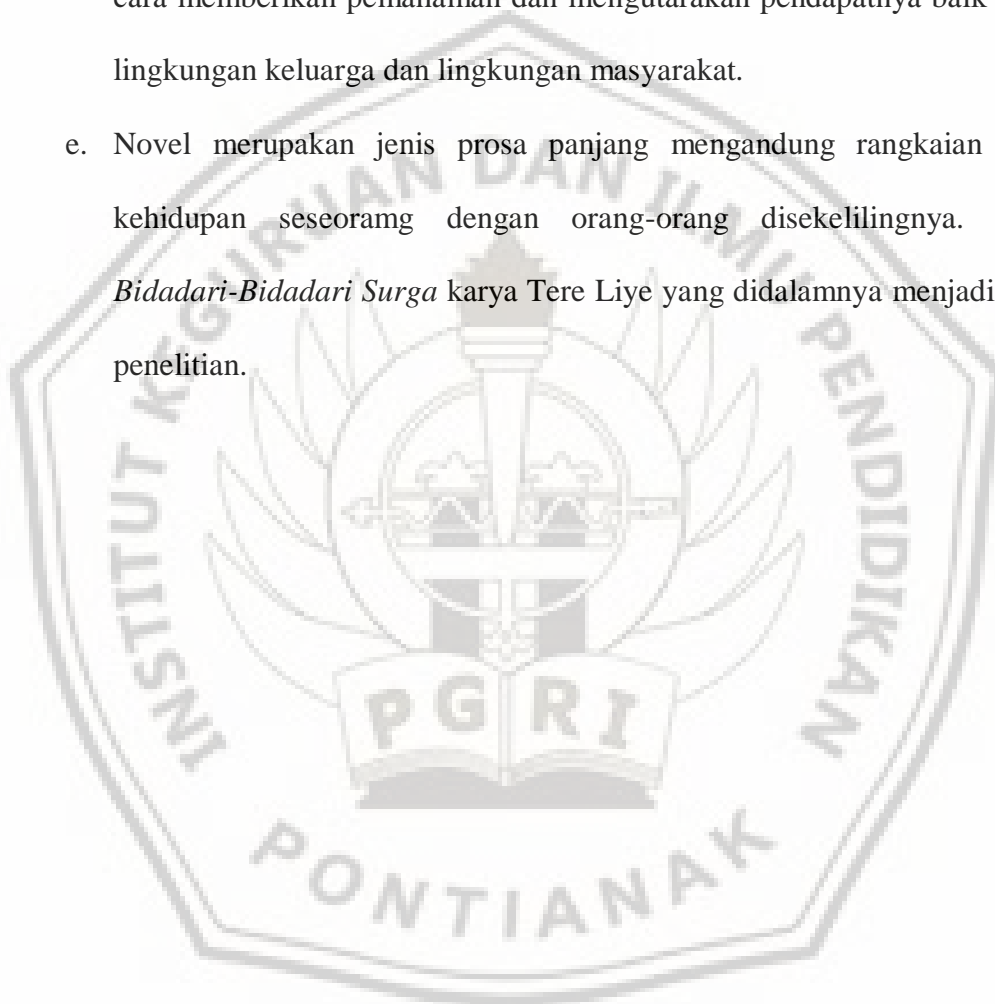 cara memberikan pemahaman dan mengutarakan pendapatnya baik
lingkungan keluarga dan lingkungan masyarakat.
e. Novel merupakan jenis prosa panjang mengandung rangkaian
kehidupan seseoramg dengan orang-orang disekelilingnya.
Bidadari-Bidadari Surga karya Tere Liye yang didalamnya menjadi
penelitian.
INSTITUT KEGURUAN DAN ILMU PENDIDIKAN
PGRI
PONTIANAK